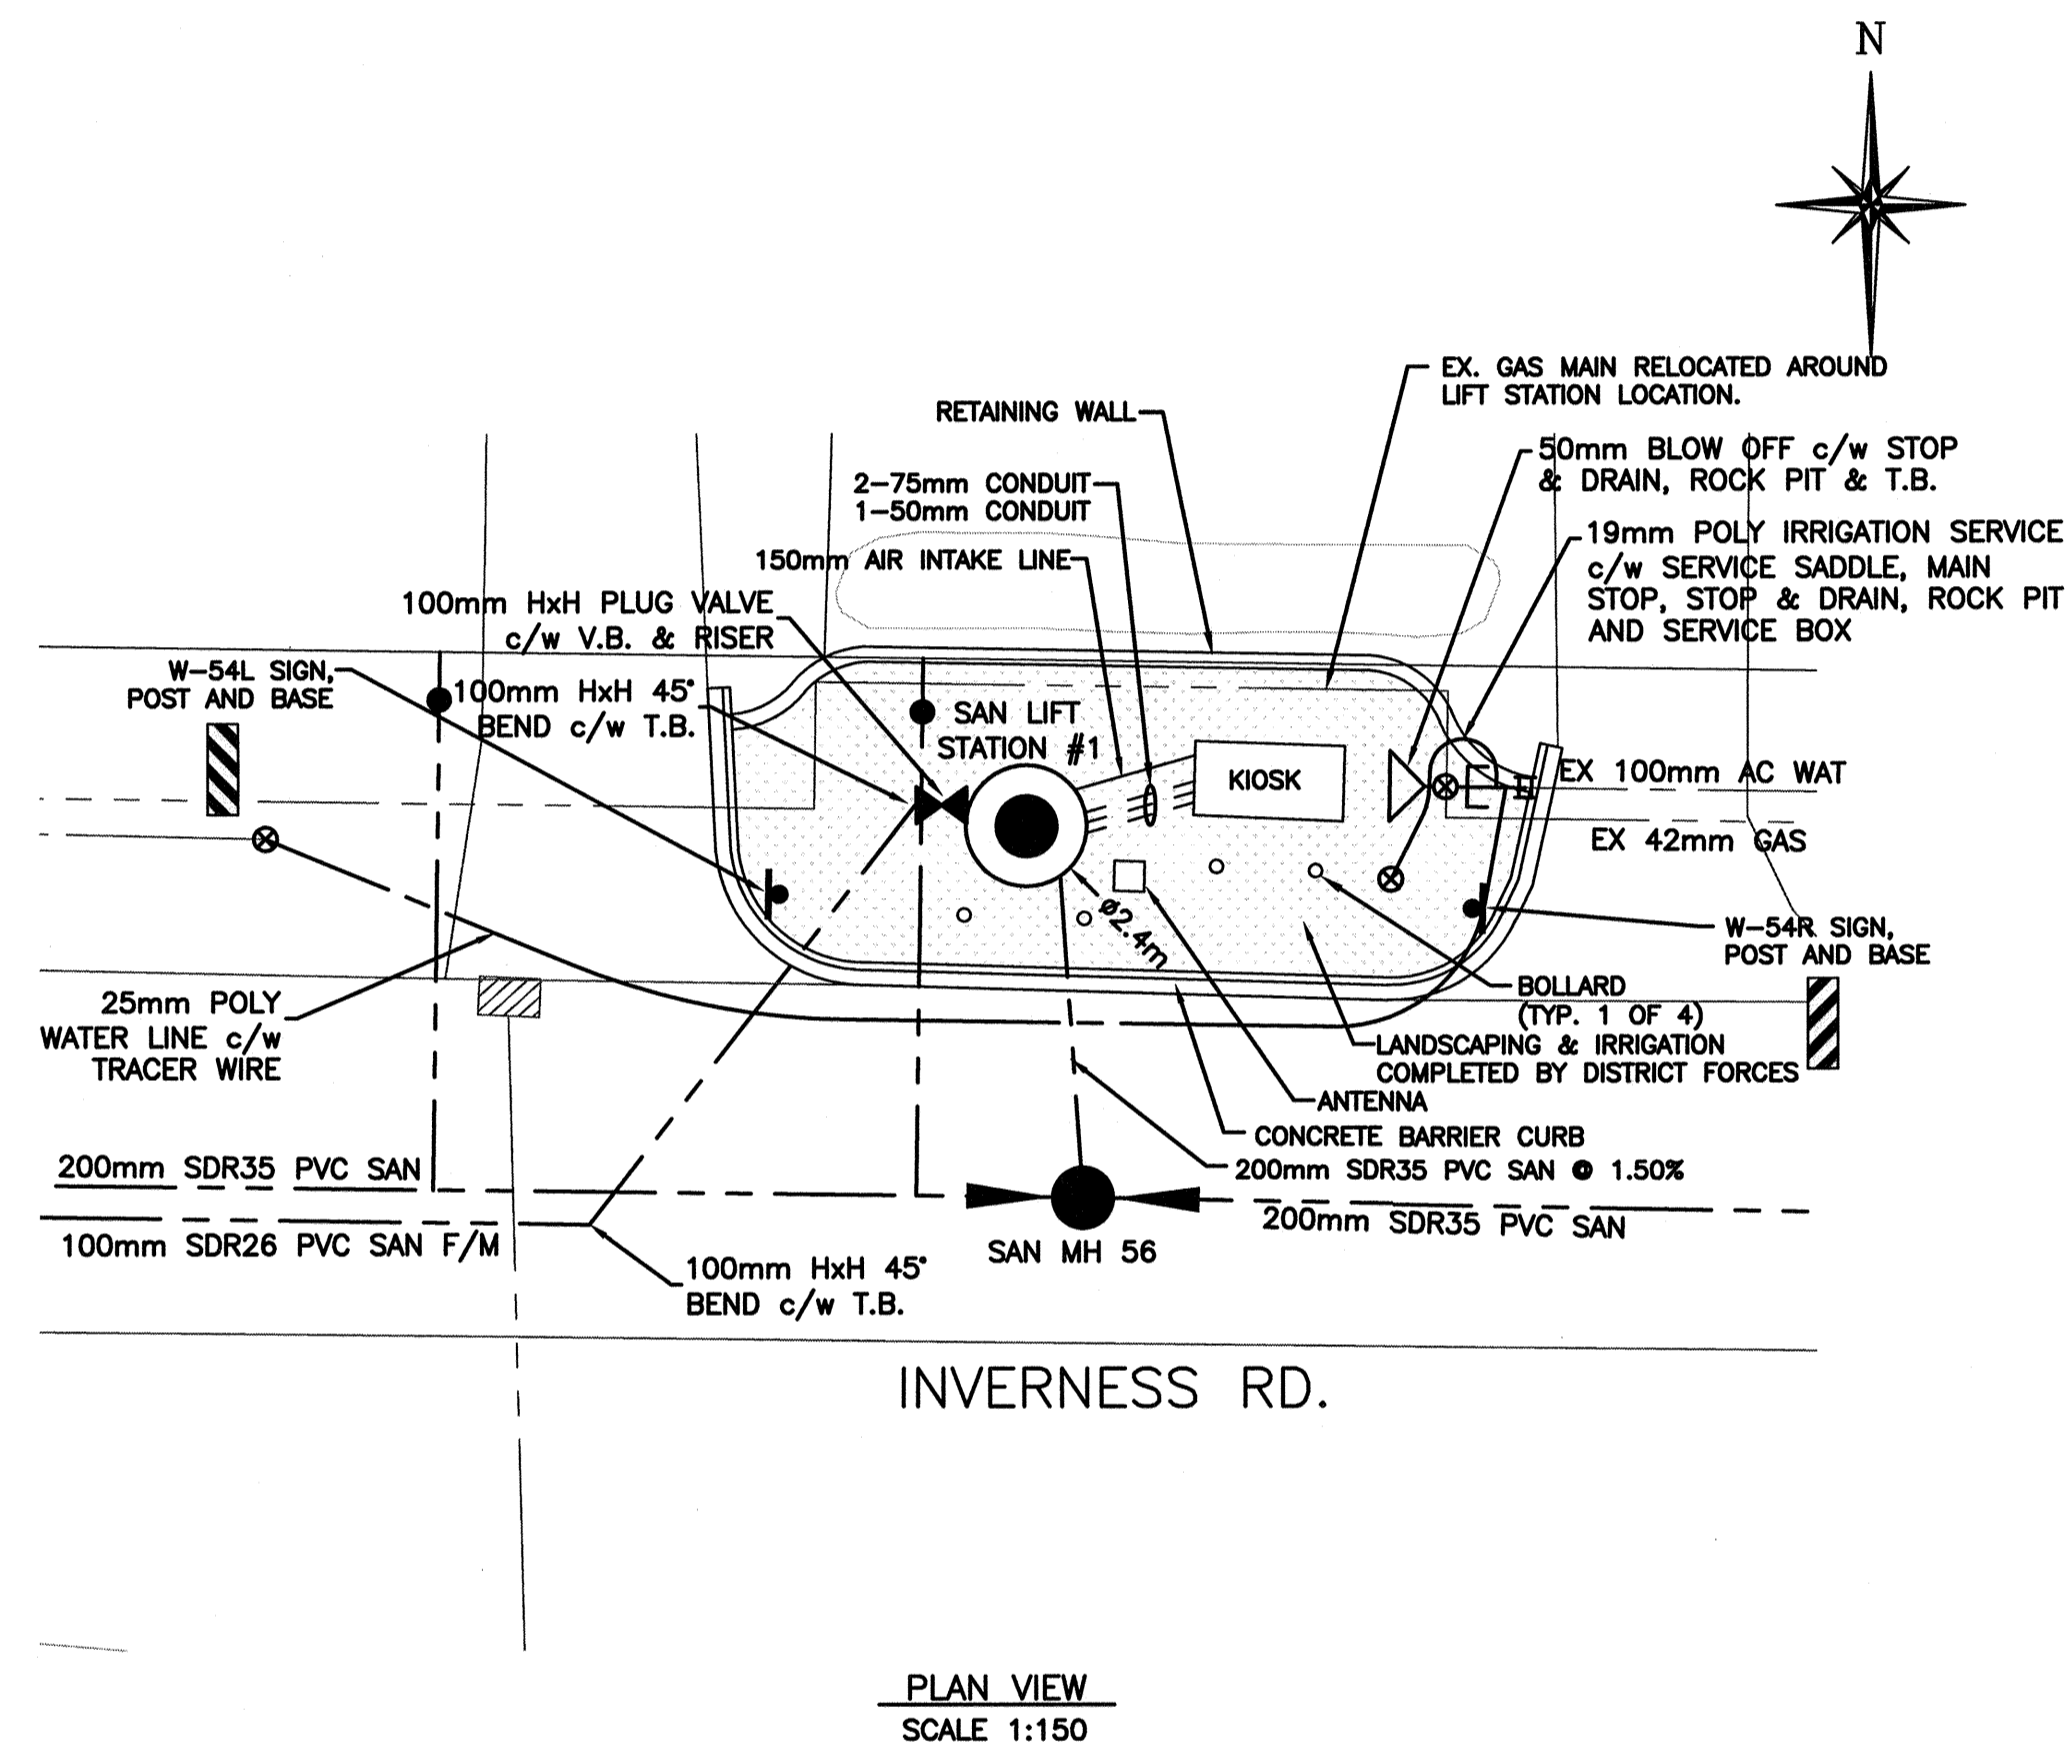 N
EX. GAS MAIN RELOCATED AROUND
LIFT STATION LOCATION.
RETAINING WALL
50mm BLOW OFF c/w STOP
& DRAIN, ROCK PIT & T.B.
2-75mm CONDUIT
1-50mm CONDUIT
19mm POLY IRRIGATION SERVICE
c/w SERVICE SADDLE, MAIN
STOP, STOP & DRAIN, ROCK PIT
AND SERVICE BOX
150mm AIR INTAKE LINE
100mm HxH PLUG VALVE
c/w V.B. & RISER
W-54L SIGN,
POST AND BASE
100mm HxH 45°
BEND c/w T.B.
SAN LIFT
STATION #1
KIOSK
EX 100mm AC WAT
EX 42mm GAS
ø2.4m
W-54R SIGN,
POST AND BASE
25mm POLY
WATER LINE c/w
TRACER WIRE
BOLLARD
(TYP. 1 OF 4)
LANDSCAPING & IRRIGATION
COMPLETED BY DISTRICT FORCES
ANTENNA
CONCRETE BARRIER CURB
200mm SDR35 PVC SAN @ 1.50%
200mm SDR35 PVC SAN
200mm SDR35 PVC SAN
100mm SDR26 PVC SAN F/M
SAN MH 56
100mm HxH 45°
BEND c/w T.B.
INVERNESS RD.
PLAN VIEW
SCALE 1:150